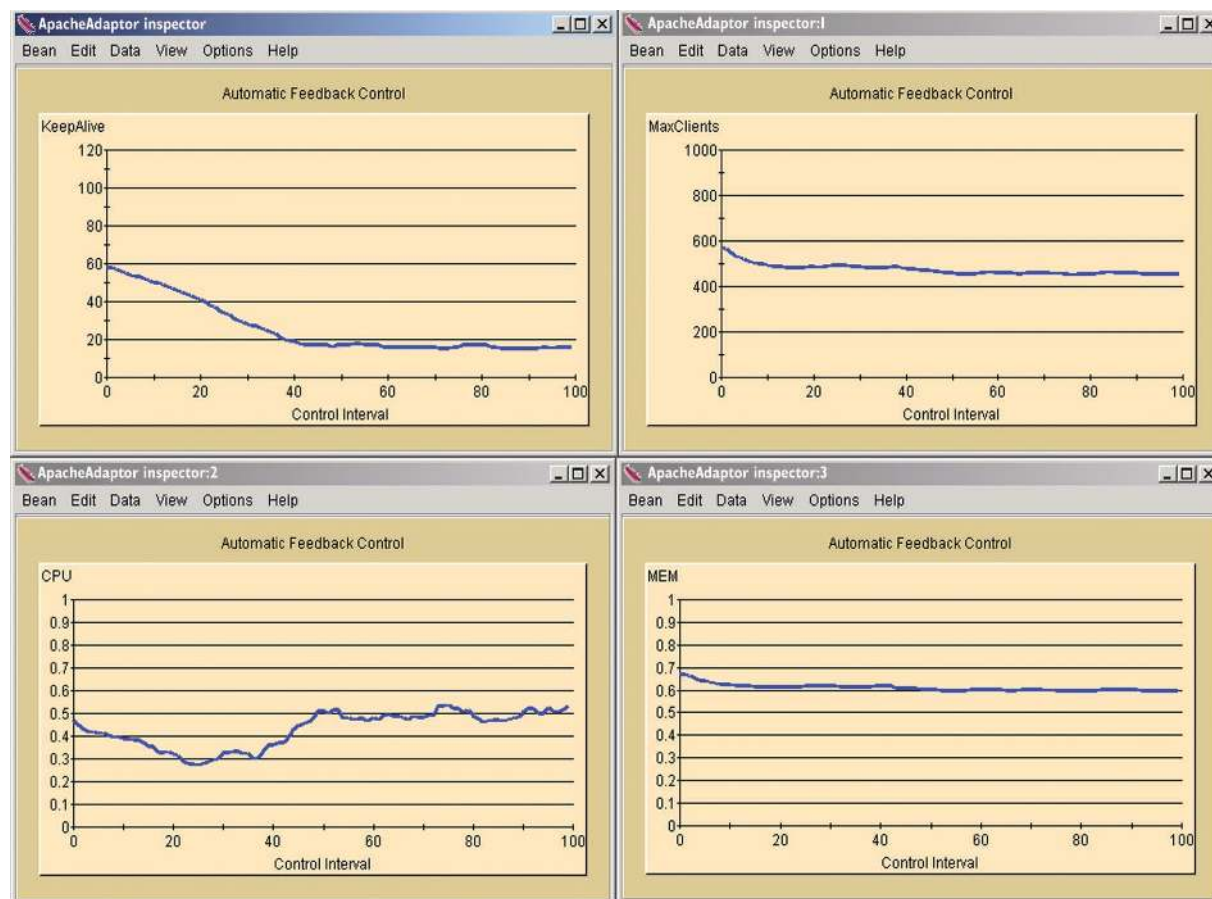 ApacheAdaptor inspector
Bean Edit Data View Options Help
Automatic Feedback Control
KeepAlive
120
100
80
60
40
20
0
0 20 40 60 80 100
Control Interval
ApacheAdaptor inspector:1
Bean Edit Data View Options Help
Automatic Feedback Control
MaxClients
1000
800
600
400
200
0
0 20 40 60 80 100
Control Interval
ApacheAdaptor inspector:2
Bean Edit Data View Options Help
Automatic Feedback Control
CPU
1
0.9
0.8
0.7
0.6
0.5
0.4
0.3
0.2
0.1
0
0 20 40 60 80 100
Control Interval
ApacheAdaptor inspector:3
Bean Edit Data View Options Help
Automatic Feedback Control
MEM
1
0.9
0.8
0.7
0.6
0.5
0.4
0.3
0.2
0.1
0
0 20 40 60 80 100
Control Interval